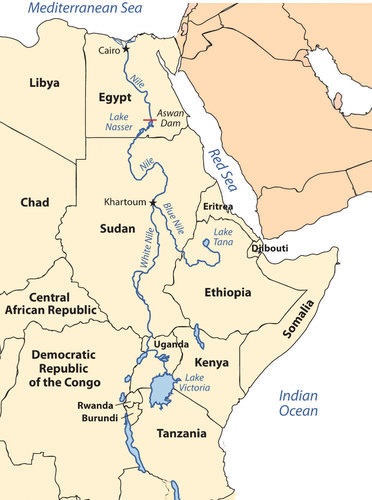 Mediterranean Sea
Cairo
Libya
Nile
Egypt
Lake
Nasser
Aswan
Dam
Nile
Red Sea
Chad
Khartoum
Blue Nile
Eritrea
Sudan
White Nile
Lake
Tana
Djibouti
Central
African Republic
Ethiopia
Somalia
Uganda
Democratic
Republic
of the Congo
Kenya
Lake
Victoria
Indian
Ocean
Rwanda
Burundi
Tanzania